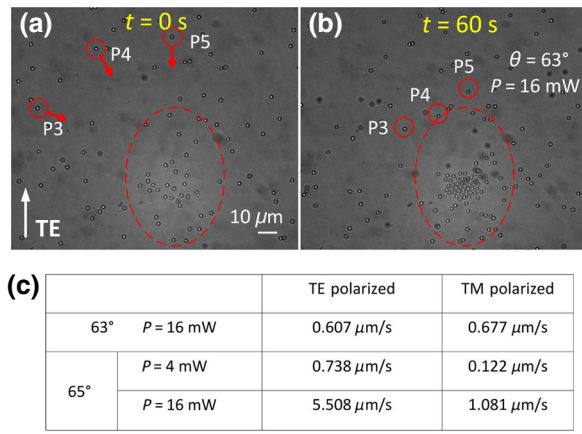 (a)
t = 0 s
P4
P5
P3
TE
10 μm
(b)
t = 60 s
P5
θ = 63°
P = 16 mW
P4
P3
(c)
TE polarized TM polarized
63° P = 16 mW 0.607 μm/s 0.677 μm/s
65° P = 4 mW 0.738 μm/s 0.122 μm/s
P = 16 mW 5.508 μm/s 1.081 μm/s